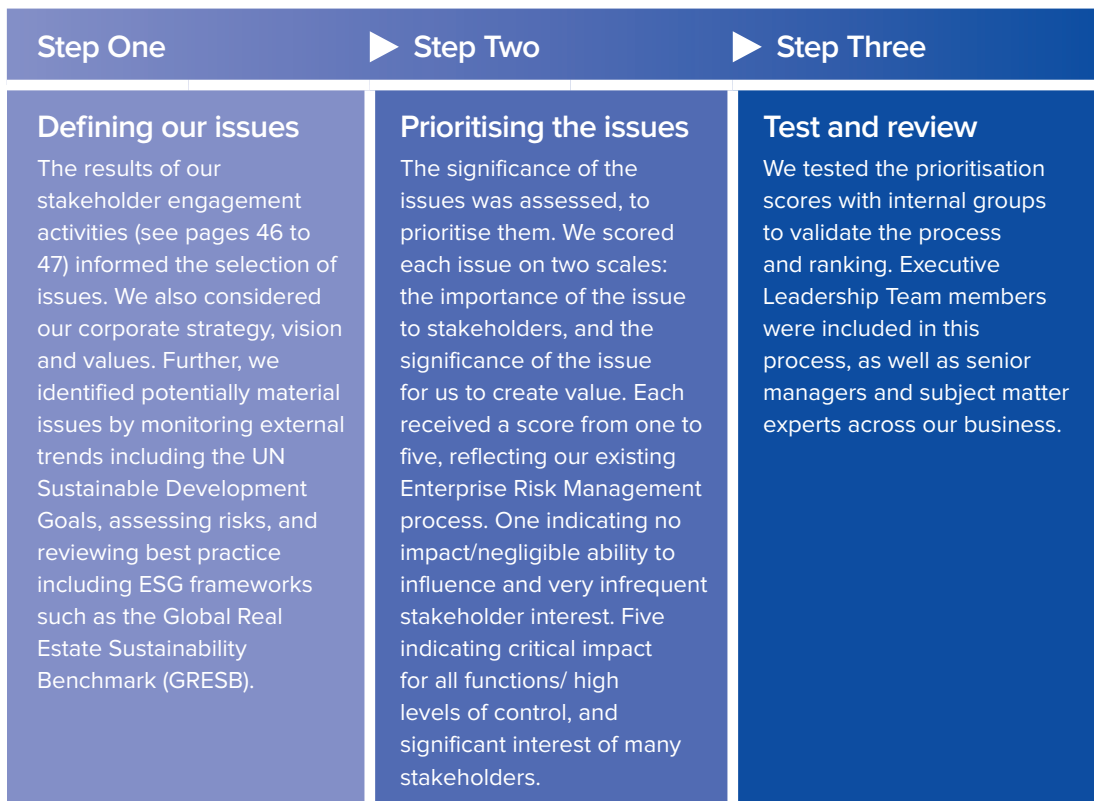 Step One
Step Two
Step Three
Defining our issues
The results of our
stakeholder engagement
activities (see pages 46 to
47) informed the selection of
issues. We also considered
our corporate strategy, vision
and values. Further, we
identified potentially material
issues by monitoring external
trends including the UN
Sustainable Development
Goals, assessing risks, and
reviewing best practice
including ESG frameworks
such as the Global Real
Estate Sustainability
Benchmark (GRESB).
Prioritising the issues
The significance of the
issues was assessed, to
prioritise them. We scored
each issue on two scales:
the importance of the issue
to stakeholders, and the
significance of the issue
for us to create value. Each
received a score from one to
five, reflecting our existing
Enterprise Risk Management
process. One indicating no
impact/negligible ability to
influence and very infrequent
stakeholder interest. Five
indicating critical impact
for all functions/ high
levels of control, and
significant interest of many
stakeholders.
Test and review
We tested the prioritisation
scores with internal groups
to validate the process
and ranking. Executive
Leadership Team members
were included in this
process, as well as senior
managers and subject matter
experts across our business.